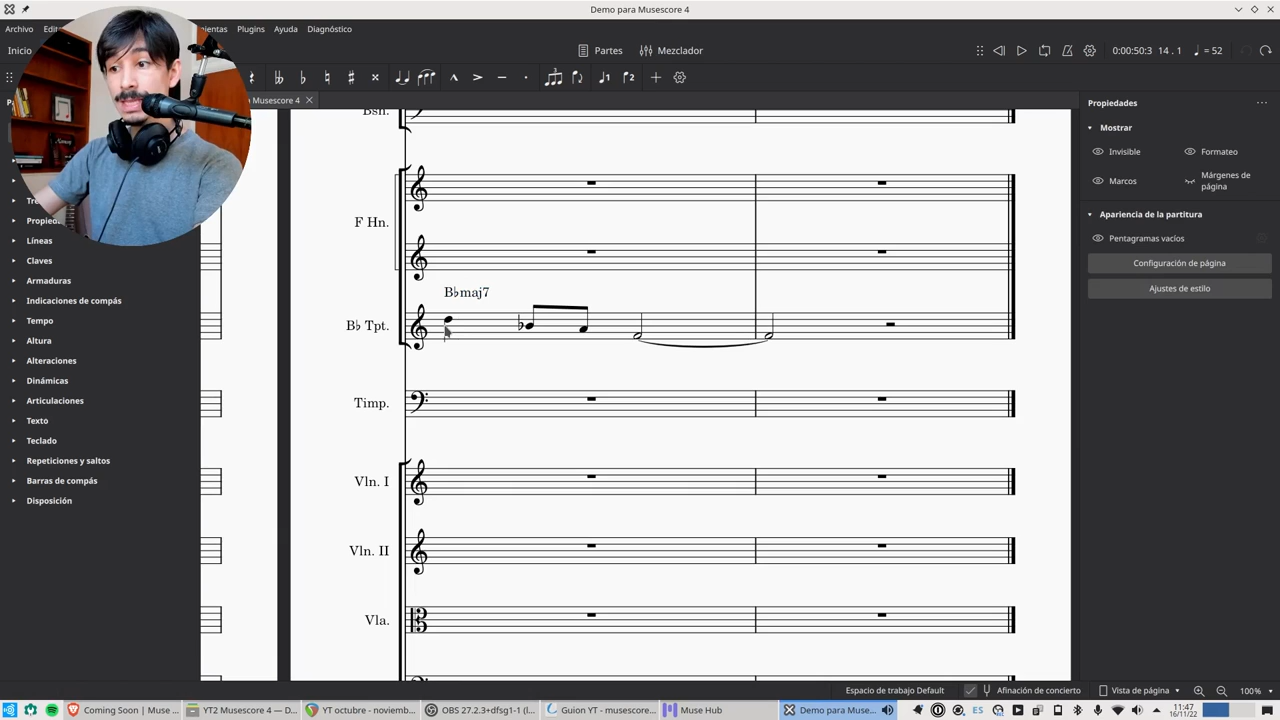 Demo para Musescore 4
Archivo
Plugins
Ayuda
Diagnóstico
Inicio
Partes
Mezclador
0:00:50:3
14 . 1
= 52
Musescore 4
Líneas
Claves
Armaduras
Indicaciones de compás
Tempo
Altura
Alteraciones
Dinámicas
Articulaciones
Texto
Teclado
Repeticiones y saltos
Barras de compás
Disposición
Bsn.
F Hn.
B♭maj7
B♭ Tpt.
Timp.
Vln. I
Vln. II
Vla.
Propiedades
Mostrar
Invisible
Formateo
Marcos
Márgenes de
página
Apariencia de la partitura
Pentagramas vacíos
Configuración de página
Ajustes de estilo
Espacio de trabajo Default
Afinación de concierto
Vista de página
100%
Coming Soon | Muse ...
YT2 Musescore 4 — D...
YT octubre - noviemb...
OBS 27.2.3+dfsg1-1 (l...
Guion YT - musescore...
Muse Hub
Demo para Muse...
ES
11:47
16/11/22